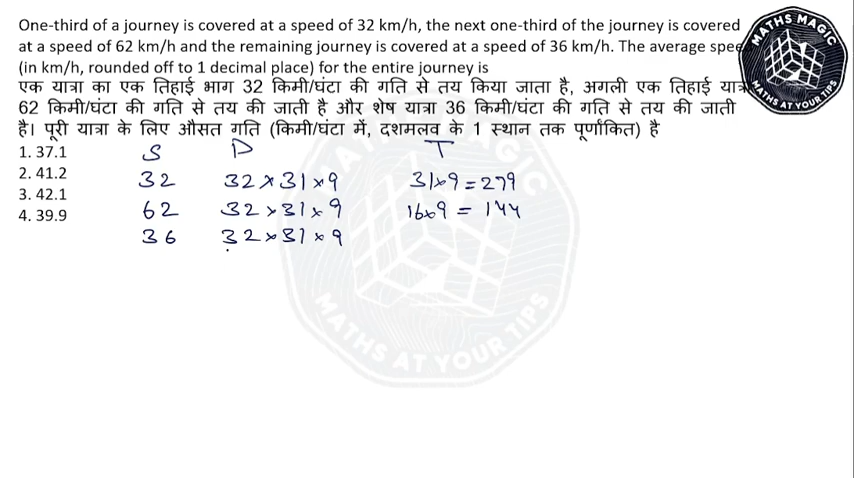 One-third of a journey is covered at a speed of 32 km/h, the next one-third of the journey is covered
at a speed of 62 km/h and the remaining journey is covered at a speed of 36 km/h. The average spee
(in km/h, rounded off to 1 decimal place) for the entire journey is
एक यात्रा का एक तिहाई भाग 32 किमी/घंटा की गति से तय किया जाता है, अगली एक तिहाई यात्र
62 किमी/घंटा की गति से तय की जाती है और शेष यात्रा 36 किमी/घंटा की गति से तय की जाती
है। पूरी यात्रा के लिए औसत गति (किमी/घंटा में, दशमलव के 1 स्थान तक पूर्णांकित) है
1. 37.1
2. 41.2
3. 42.1
4. 39.9
S D T
32 32 × 31 × 9 31×9 = 279
62 32 × 31 × 9 16×9 = 144
36 32 × 31 × 9
MATHS MAGIC
MATHS AT YOUR TIPS
MATHS AT YOUR TIPS